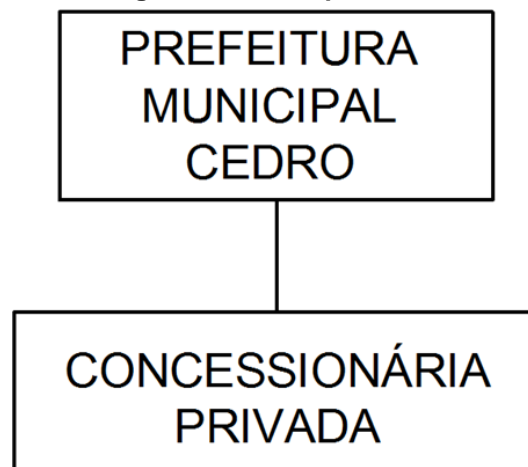 PREFEITURA
MUNICIPAL
CEDRO
CONCESSIONÁRIA
PRIVADA